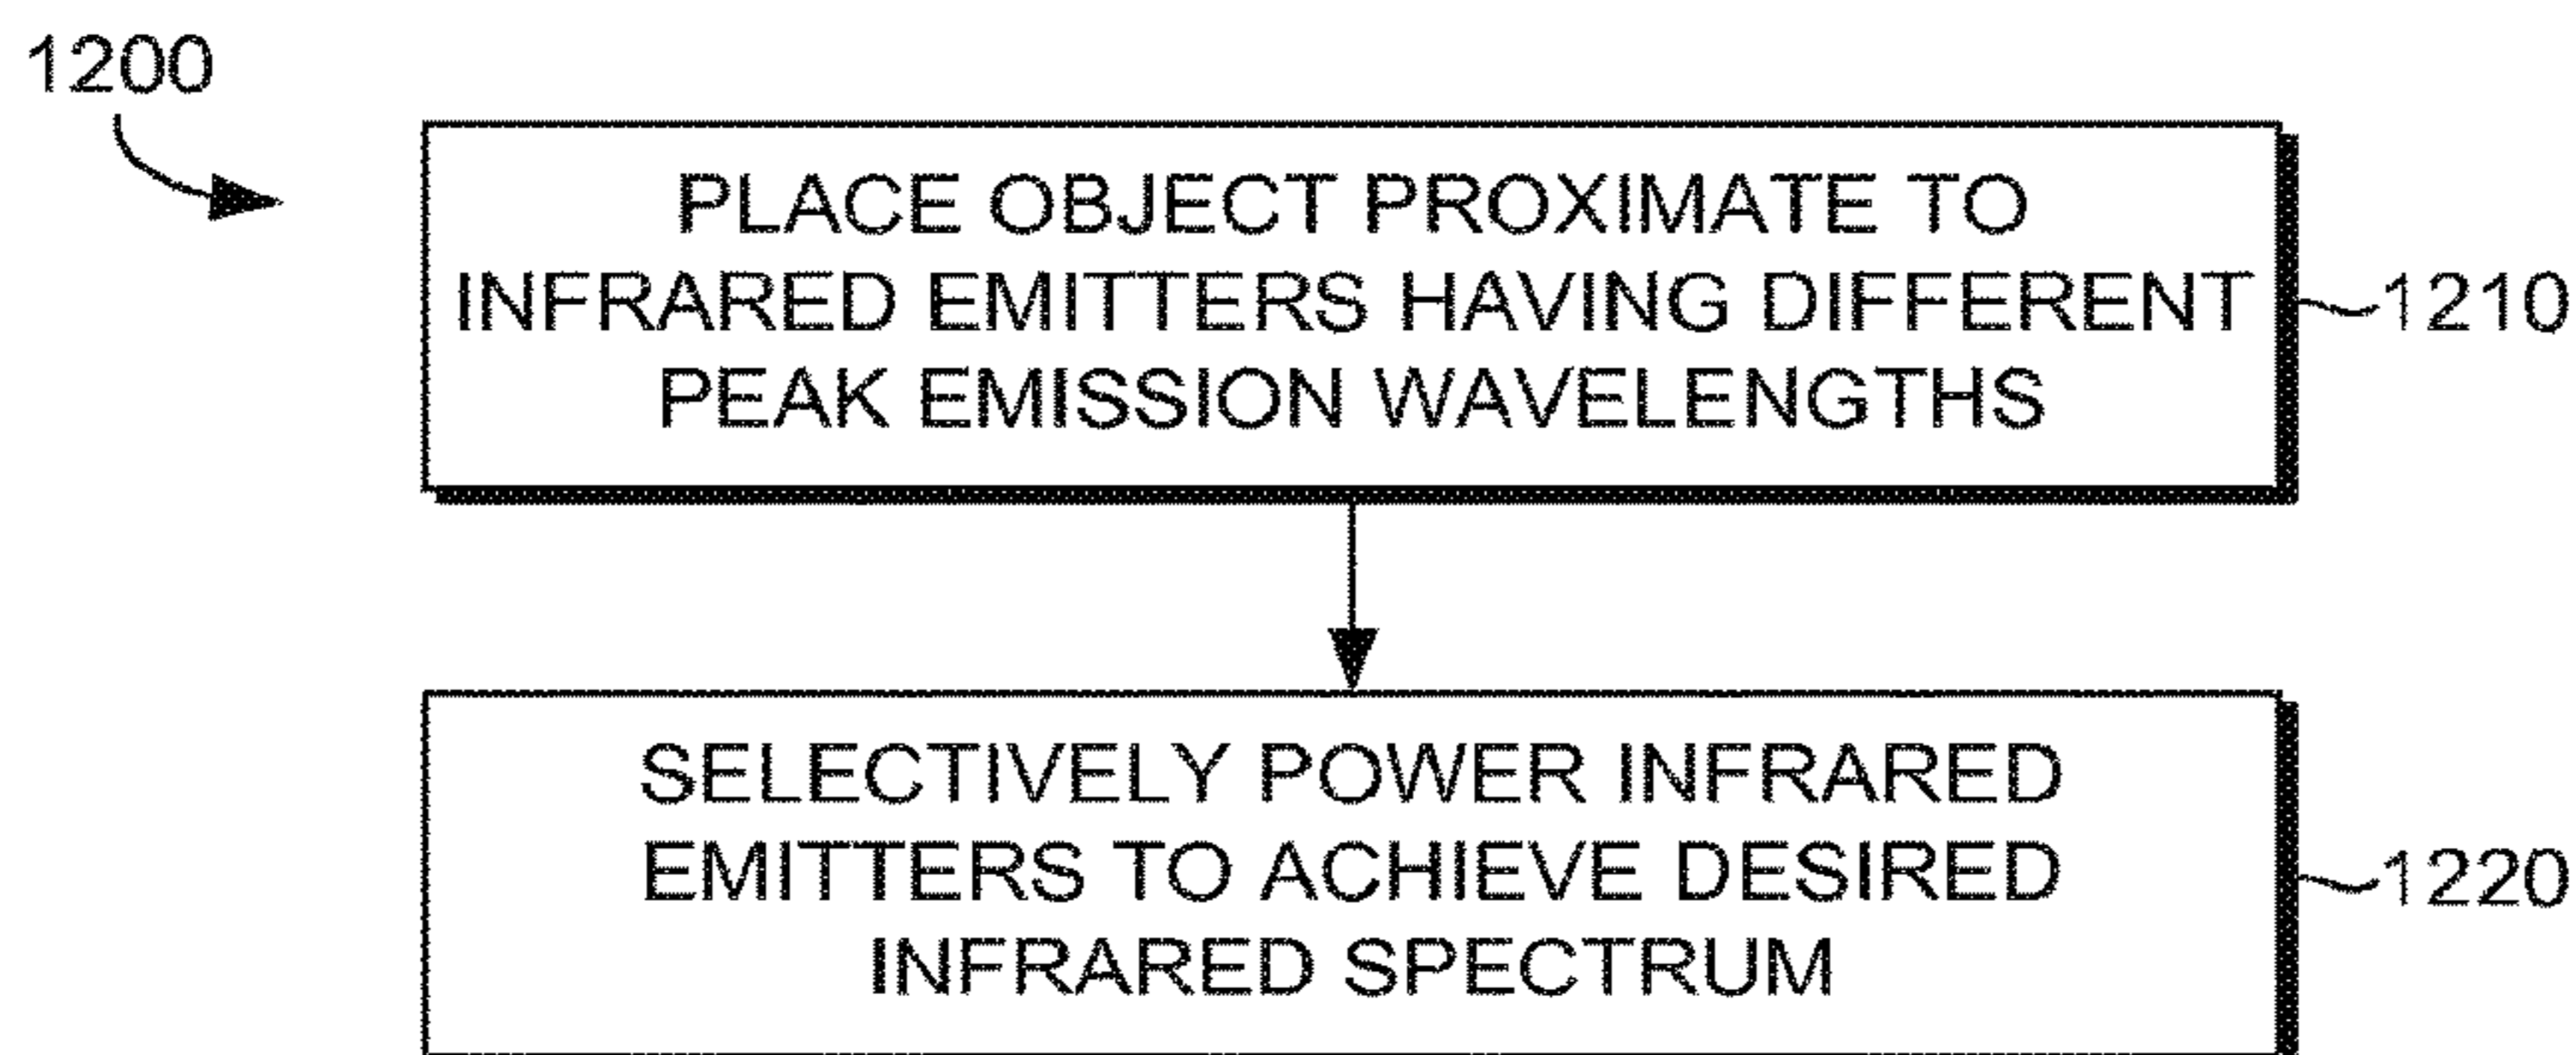 1200
PLACE OBJECT PROXIMATE TO
INFRARED EMITTERS HAVING DIFFERENT
PEAK EMISSION WAVELENGTHS
1210
SELECTIVELY POWER INFRARED
EMITTERS TO ACHIEVE DESIRED
INFRARED SPECTRUM
1220